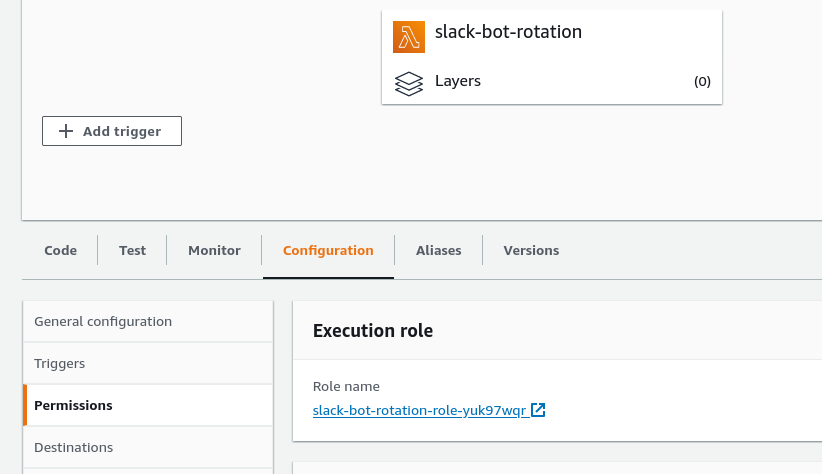 slack-bot-rotation
Layers (0)
Add trigger
Code Test Monitor Configuration Aliases Versions
General configuration
Triggers
Permissions
Destinations
Execution role
Role name
slack-bot-rotation-role-yuk97wqr